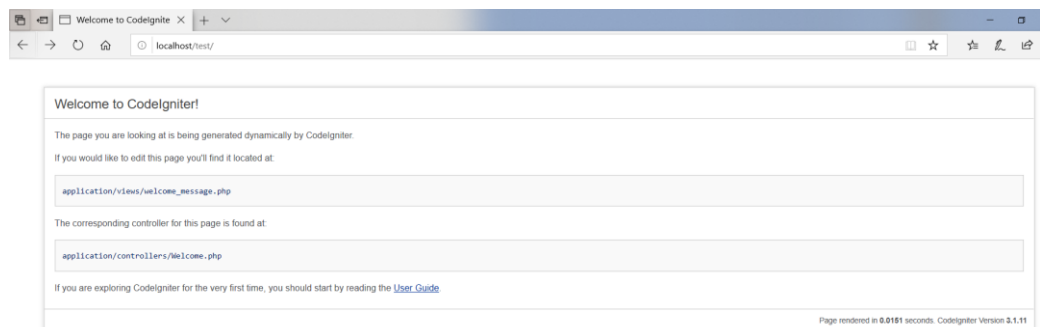 Welcome to CodeIgnite
localhost/test/
Welcome to CodeIgniter!
The page you are looking at is being generated dynamically by CodeIgniter.
If you would like to edit this page you'll find it located at:
application/views/welcome_message.php
The corresponding controller for this page is found at:
application/controllers/Welcome.php
If you are exploring CodeIgniter for the very first time, you should start by reading the User Guide.
Page rendered in 0.0151 seconds. CodeIgniter Version 3.1.11